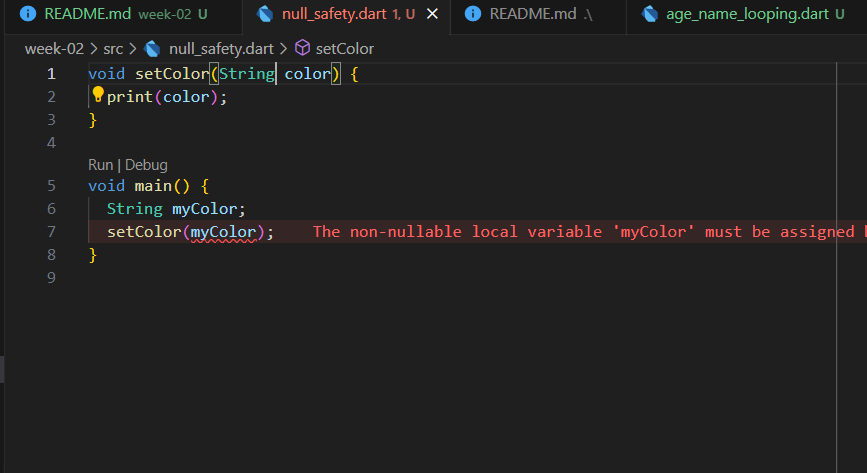 README.md week-02 U null_safety.dart 1, U × README.md .\ age_name_looping.dart U
week-02 > src > null_safety.dart > setColor
1 void setColor(String color) {
2 print(color);
3 }
4
Run | Debug
5 void main() {
6 String myColor;
7 setColor(myColor); The non-nullable local variable 'myColor' must be assigned
8 }
9